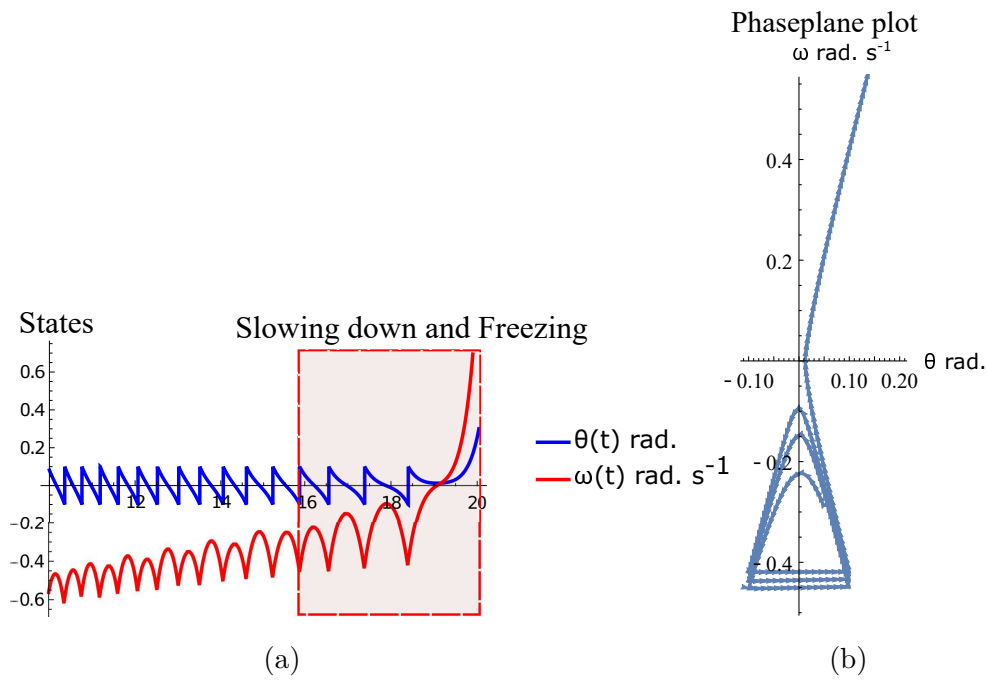 States
Slowing down and Freezing
0.6
0.4
0.2
-0.2
-0.4
-0.6
12
14
16
18
20
θ(t) rad.
ω(t) rad. s⁻¹
(a)
Phaseplane plot
ω rad. s⁻¹
0.4
0.2
-0.10
0.10
0.20
θ rad.
-0.2
-0.4
(b)